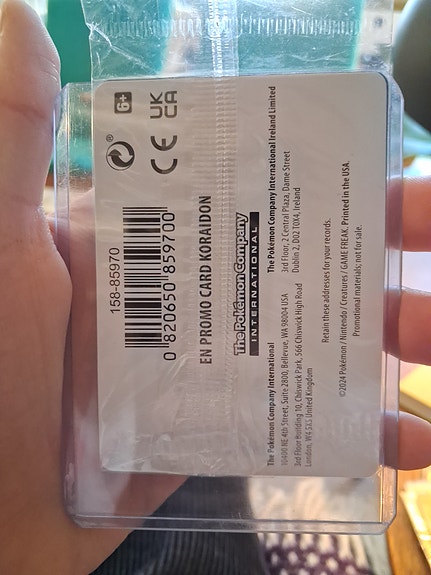 158-85970
0 820650 859700
6+
UK
CA
CE
EN PROMO CARD KORAIDON
The Pokémon Company
INTERNATIONAL
The Pokémon Company International
10400 NE 4th Street, Suite 2800, Bellevue, WA 98004 USA
3rd Floor Building 10, Chiswick Park, 566 Chiswick High Road
London, W4 5XS United Kingdom
The Pokémon Company International Ireland Limited
3rd Floor, 2 Central Plaza, Dame Street
Dublin 2, D02 T0X4, Ireland
Retain these addresses for your records.
©2024 Pokémon / Nintendo / Creatures / GAME FREAK. Printed in the USA.
Promotional materials; not for sale.